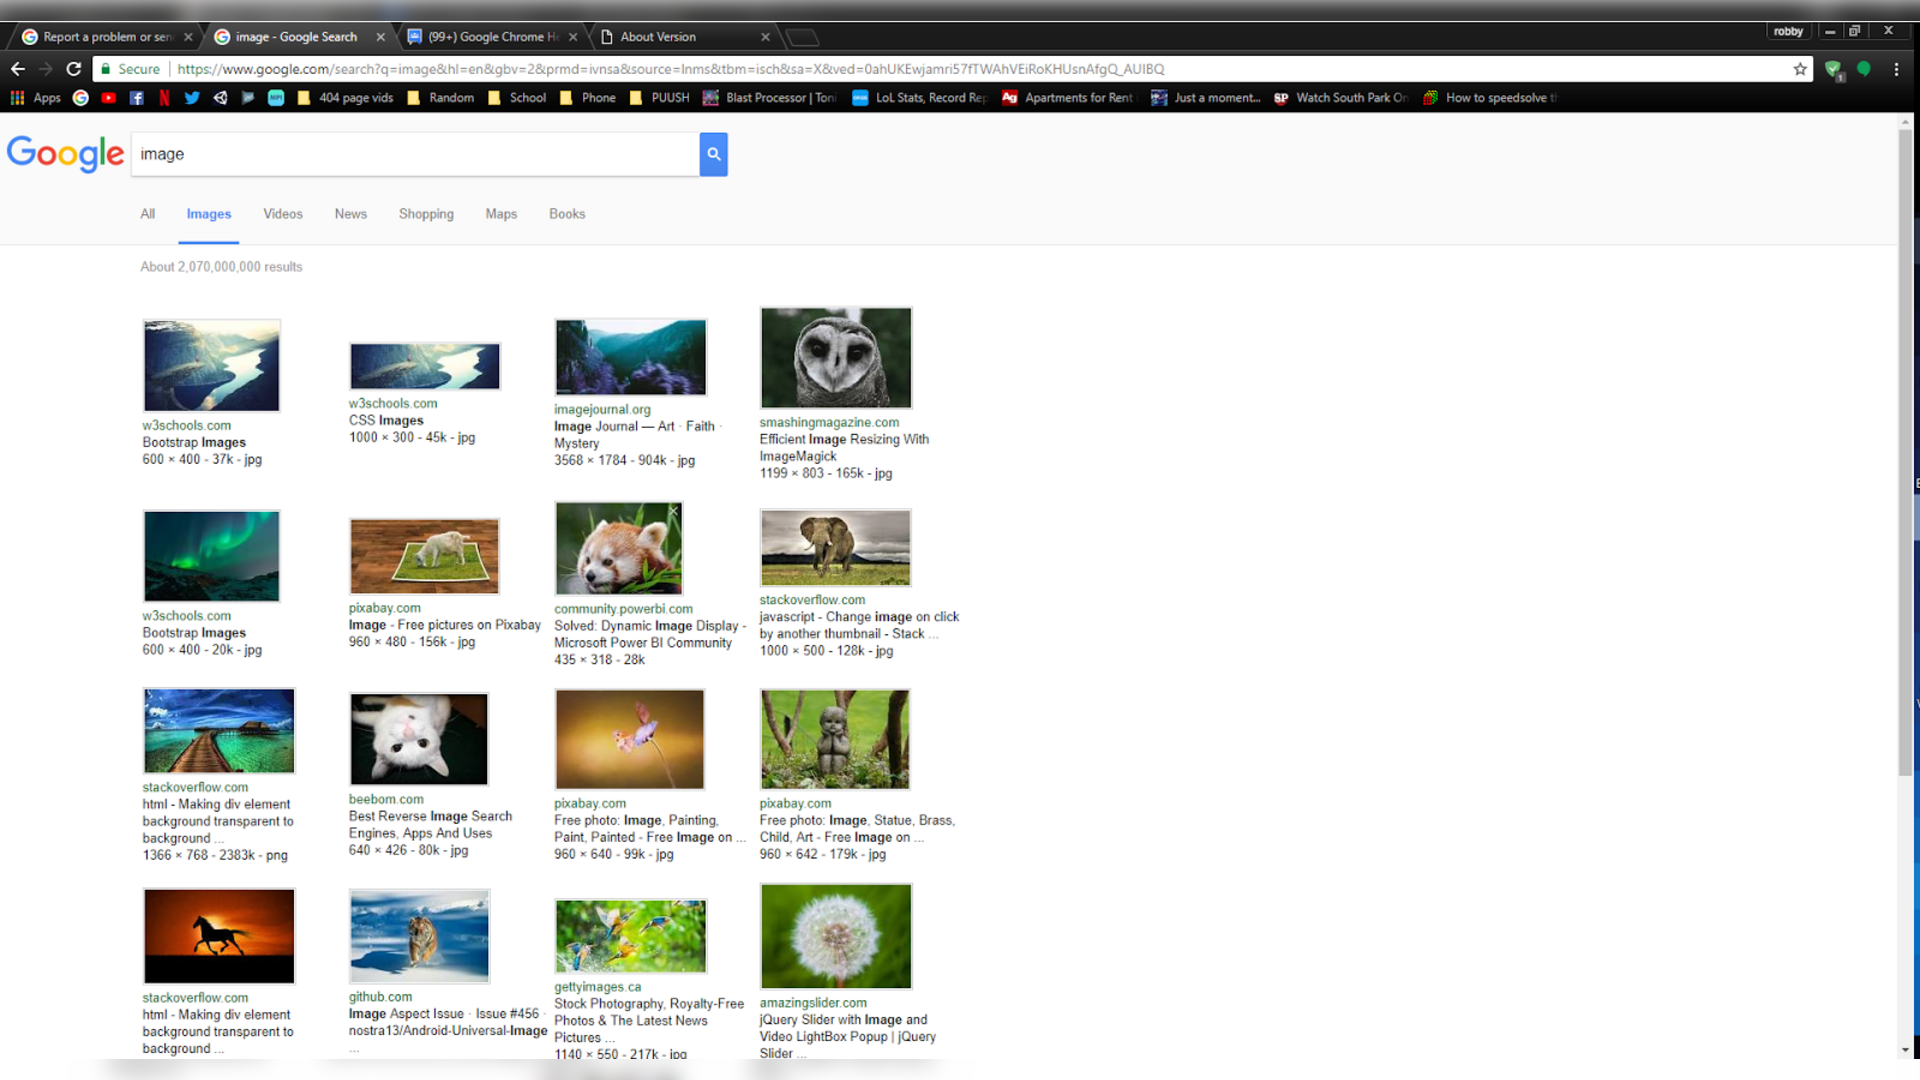 robby
Report a problem or sen
image - Google Search
(99+) Google Chrome He
About Version
Secure
https://www.google.com/search?q=image&hl=en&gbv=2&prmd=ivnsa&source=lnms&tbm=isch&sa=X&ved=0ahUKEwjamri57fTWAhVEiRoKHUsnAfgQ_AUIBQ
1
Apps
404 page vids
Random
School
Phone
PUUSH
Blast Processor | Toni
LoL Stats, Record Rep
Ag
Apartments for Rent
Just a moment...
SP
Watch South Park On
How to speedsolve th
Google
image
All
Images
Videos
News
Shopping
Maps
Books
About 2,070,000,000 results
w3schools.com
Bootstrap Images
600 × 400 - 37k - jpg
w3schools.com
CSS Images
1000 × 300 - 45k - jpg
imagejournal.org
Image Journal — Art · Faith ·
Mystery
3568 × 1784 - 904k - jpg
smashingmagazine.com
Efficient Image Resizing With
ImageMagick
1199 × 803 - 165k - jpg
w3schools.com
Bootstrap Images
600 × 400 - 20k - jpg
pixabay.com
Image - Free pictures on Pixabay
960 × 480 - 156k - jpg
community.powerbi.com
Solved: Dynamic Image Display -
Microsoft Power BI Community
435 × 318 - 28k
stackoverflow.com
javascript - Change image on click
by another thumbnail - Stack ...
1000 × 500 - 128k - jpg
stackoverflow.com
html - Making div element
background transparent to
background ...
1366 × 768 - 2383k - png
beebom.com
Best Reverse Image Search
Engines, Apps And Uses
640 × 426 - 80k - jpg
pixabay.com
Free photo: Image, Painting,
Paint, Painted - Free Image on ...
960 × 640 - 99k - jpg
pixabay.com
Free photo: Image, Statue, Brass,
Child, Art - Free Image on ...
960 × 642 - 179k - jpg
stackoverflow.com
html - Making div element
background transparent to
background ...
github.com
Image Aspect Issue · Issue #456 ·
nostra13/Android-Universal-Image
...
gettyimages.ca
Stock Photography, Royalty-Free
Photos & The Latest News
Pictures ...
1140 × 550 - 217k - jpg
amazingslider.com
jQuery Slider with Image and
Video LightBox Popup | jQuery
Slider ...